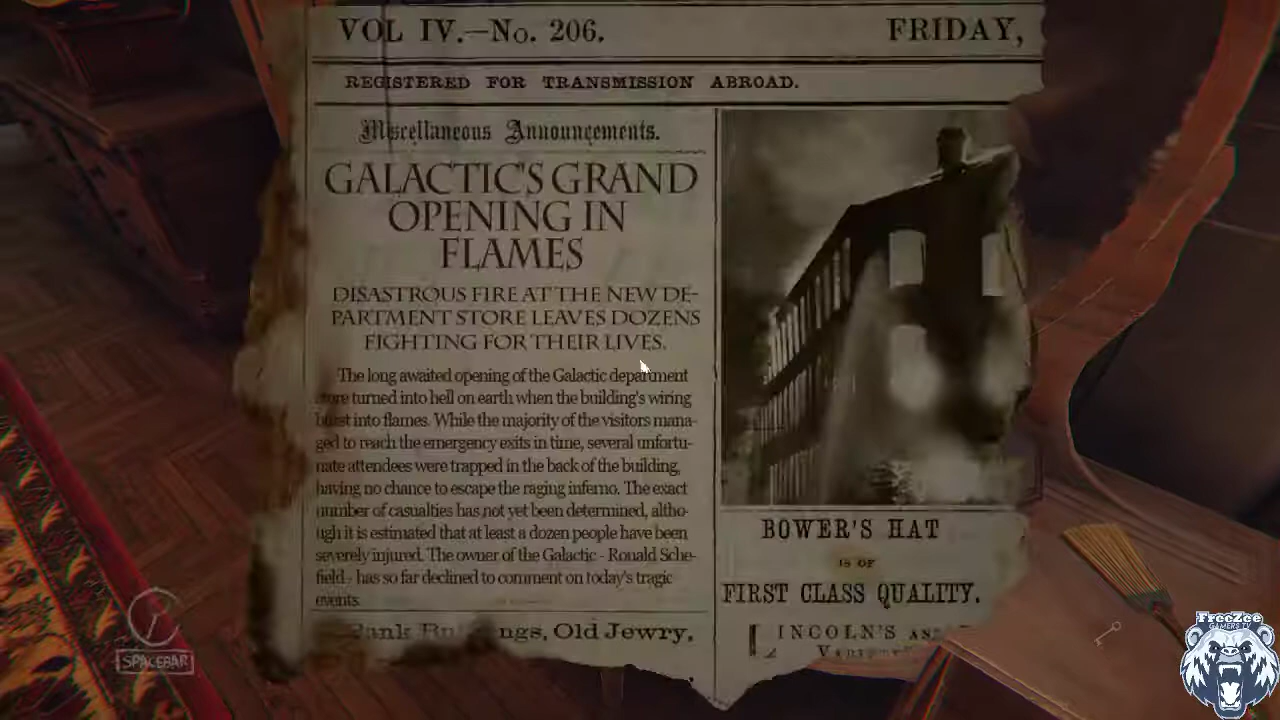 VOL IV.—No. 206.
FRIDAY,
REGISTERED FOR TRANSMISSION ABROAD.
Miscellaneous Announcements.
GALACTIC'S GRAND
OPENING IN
FLAMES
DISASTROUS FIRE AT THE NEW DE-
PARTMENT STORE LEAVES DOZENS
FIGHTING FOR THEIR LIVES.
The long awaited opening of the Galactic department
store turned into hell on earth when the building's wiring
burst into flames. While the majority of the visitors mana-
ged to reach the emergency exits in time, several unfortu-
nate attendees were trapped in the back of the building,
having no chance to escape the raging inferno. The exact
number of casualties has not yet been determined, altho-
ugh it is estimated that at least a dozen people have been
severely injured. The owner of the Galactic - Ronald Sche-
field - has so far declined to comment on today's tragic
events.
Old Jewry,
BOWER'S HAT
IS OF
FIRST CLASS QUALITY.
LINCOLN'S
SPACEBAR
FreeZee
GAMERS TV